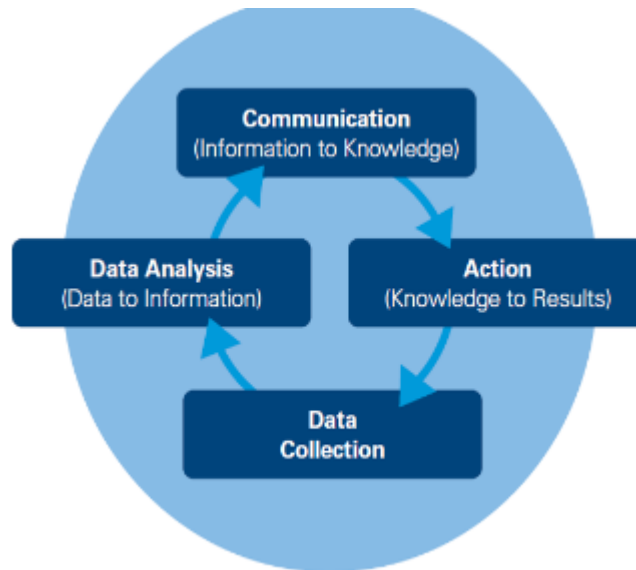 Communication
(Information to Knowledge)
Data Analysis
(Data to Information)
Action
(Knowledge to Results)
Data
Collection